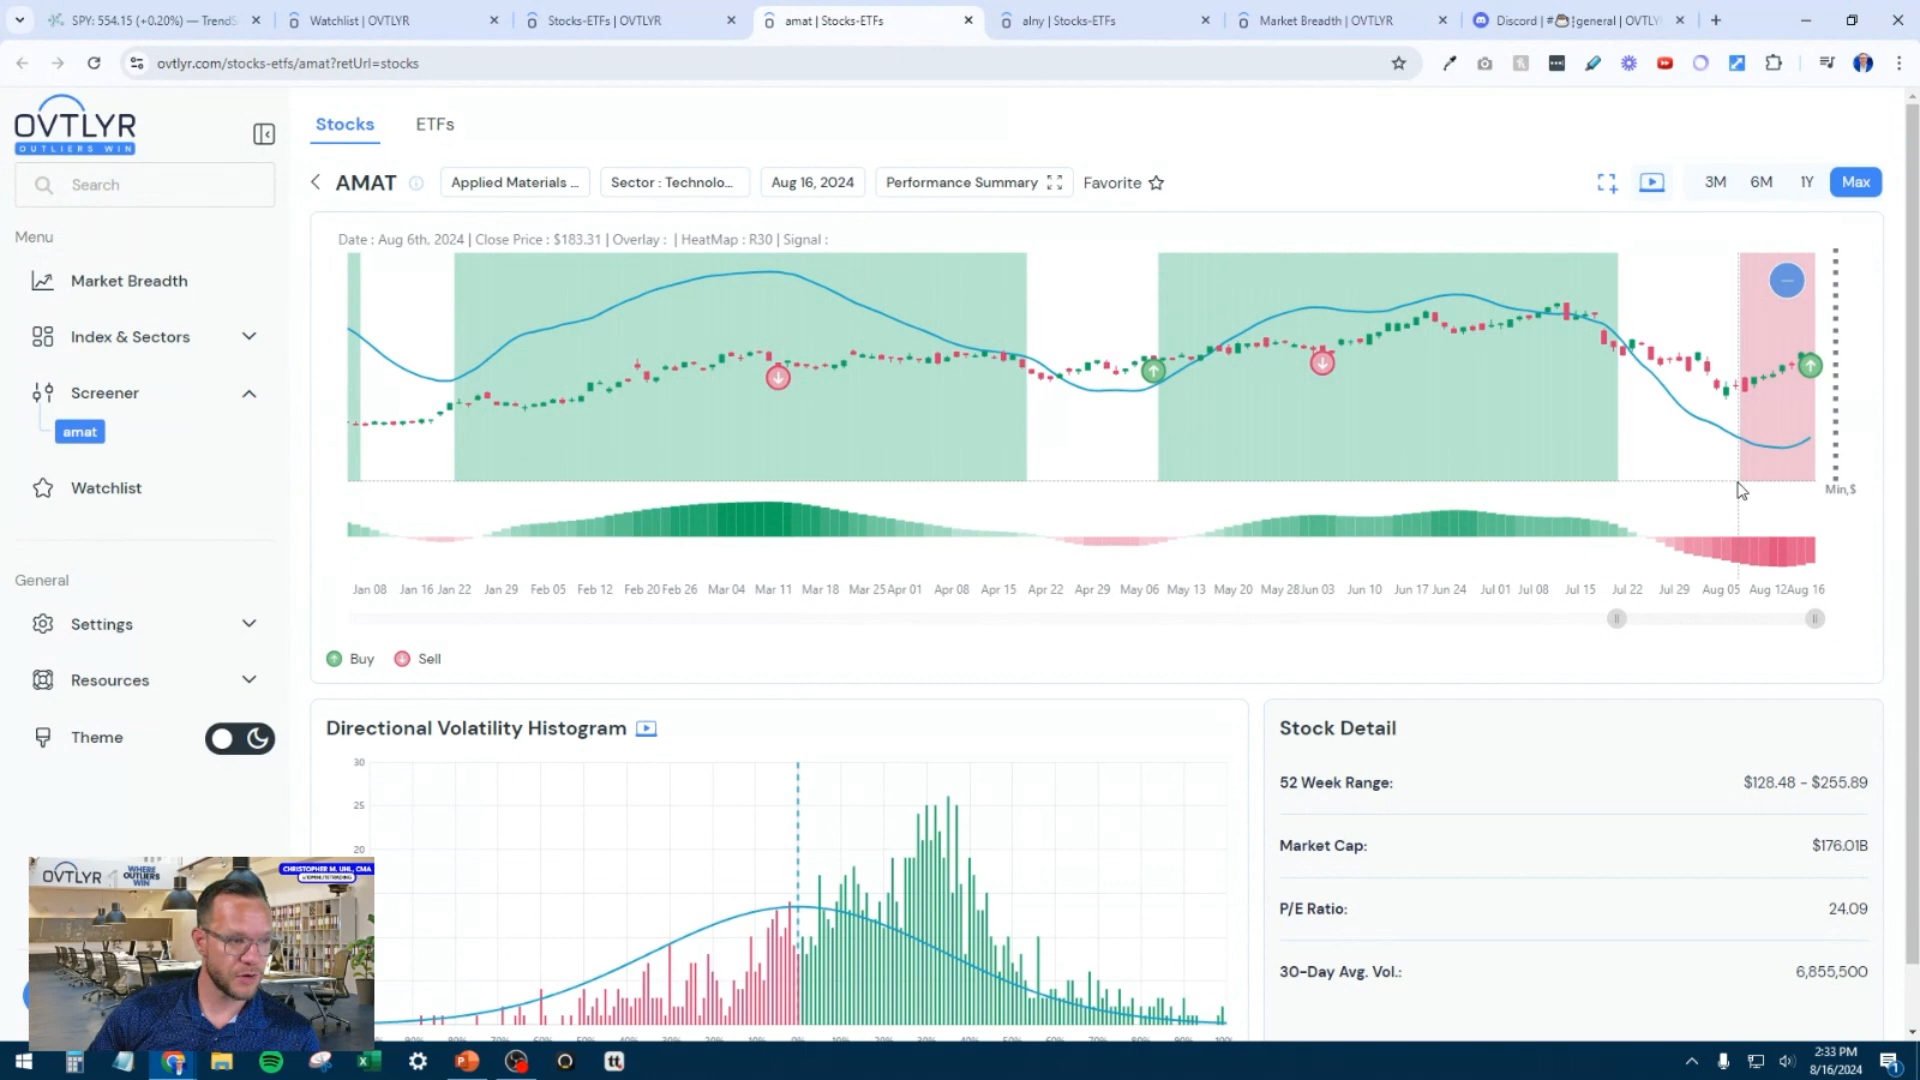 SPY: 554.15 (+0.20%) — TrendS
Watchlist | OVTLYR
Stocks-ETFs | OVTLYR
amat | Stocks-ETFs
alny | Stocks-ETFs
Market Breadth | OVTLYR
Discord | #☕¦general | OVTLY
ovtlyr.com/stocks-etfs/amat?retUrl=stocks
OVTLYR
OUTLIERS WIN
Search
Menu
Market Breadth
Index & Sectors
Screener
amat
Watchlist
General
Settings
Resources
Theme
Stocks
ETFs
AMAT
Applied Materials ...
Sector : Technolo...
Aug 16, 2024
Performance Summary
Favorite
3M
6M
1Y
Max
Date : Aug 6th, 2024 | Close Price : $183.31 | Overlay : | HeatMap : R30 | Signal :
Min,$
Jan 08 Jan 16 Jan 22 Jan 29 Feb 05 Feb 12 Feb 20 Feb 26 Mar 04 Mar 11 Mar 18 Mar 25 Apr 01 Apr 08 Apr 15 Apr 22 Apr 29 May 06 May 13 May 20 May 28 Jun 03 Jun 10 Jun 17 Jun 24 Jul 01 Jul 08 Jul 15 Jul 22 Jul 29 Aug 05 Aug 12 Aug 16
Buy
Sell
Directional Volatility Histogram
30
25
20
Stock Detail
52 Week Range: $128.48 - $255.89
Market Cap: $176.01B
P/E Ratio: 24.09
30-Day Avg. Vol.: 6,855,500
OVTLYR
WHERE
OUTLIERS
WIN
CHRISTOPHER M. UHL, CMA
tt
2:33 PM
8/16/2024
1